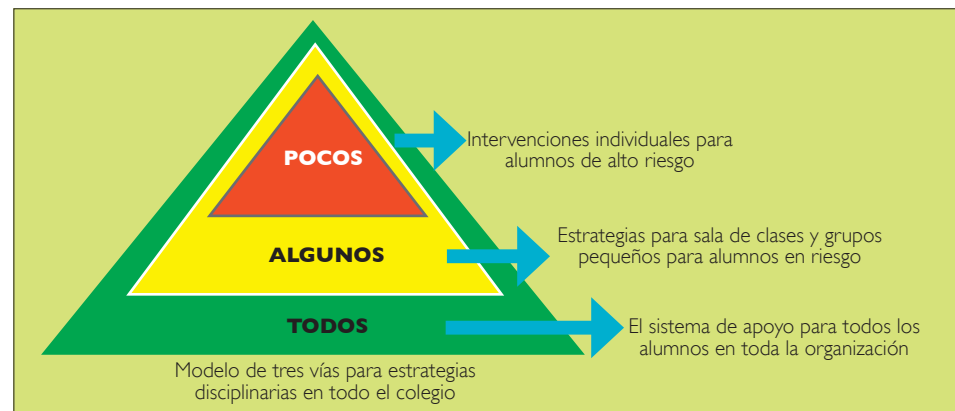 POCOS
Intervenciones individuales para
alumnos de alto riesgo
ALGUNOS
Estrategias para sala de clases y grupos
pequeños para alumnos en riesgo
TODOS
El sistema de apoyo para todos los
alumnos en toda la organización
Modelo de tres vías para estrategias
disciplinarias en todo el colegio